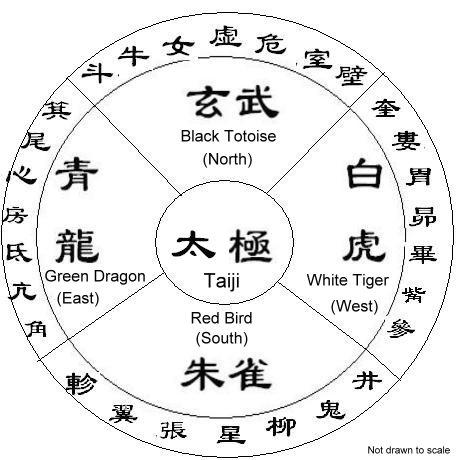 斗 牛 女 虛 危 室 壁
奎 婁 胃 昴 畢 觜 參
井 鬼 柳 星 張 翼 軫
角 亢 氐 房 心 尾 箕
玄武
Black Totoise
(North)
青
龍
Green Dragon
(East)
太極
Taiji
白
虎
White Tiger
(West)
Red Bird
(South)
朱雀
Not drawn to scale